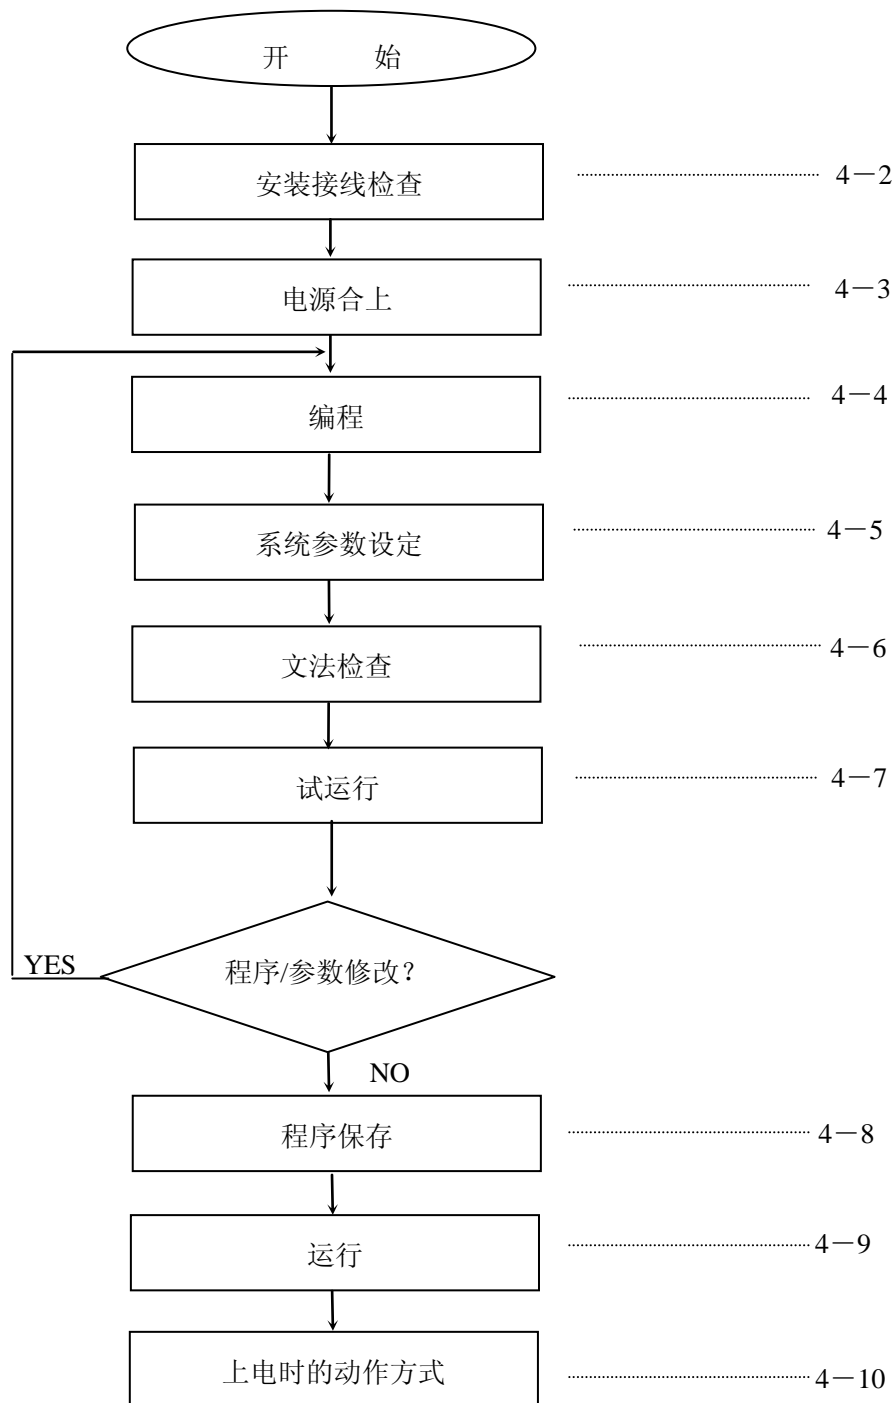 开 始
安装接线检查 4－2
电源合上 4－3
编程 4－4
系统参数设定 4－5
文法检查 4－6
试运行 4－7
YES 程序/参数修改？
NO
程序保存 4－8
运行 4－9
上电时的动作方式 4－10